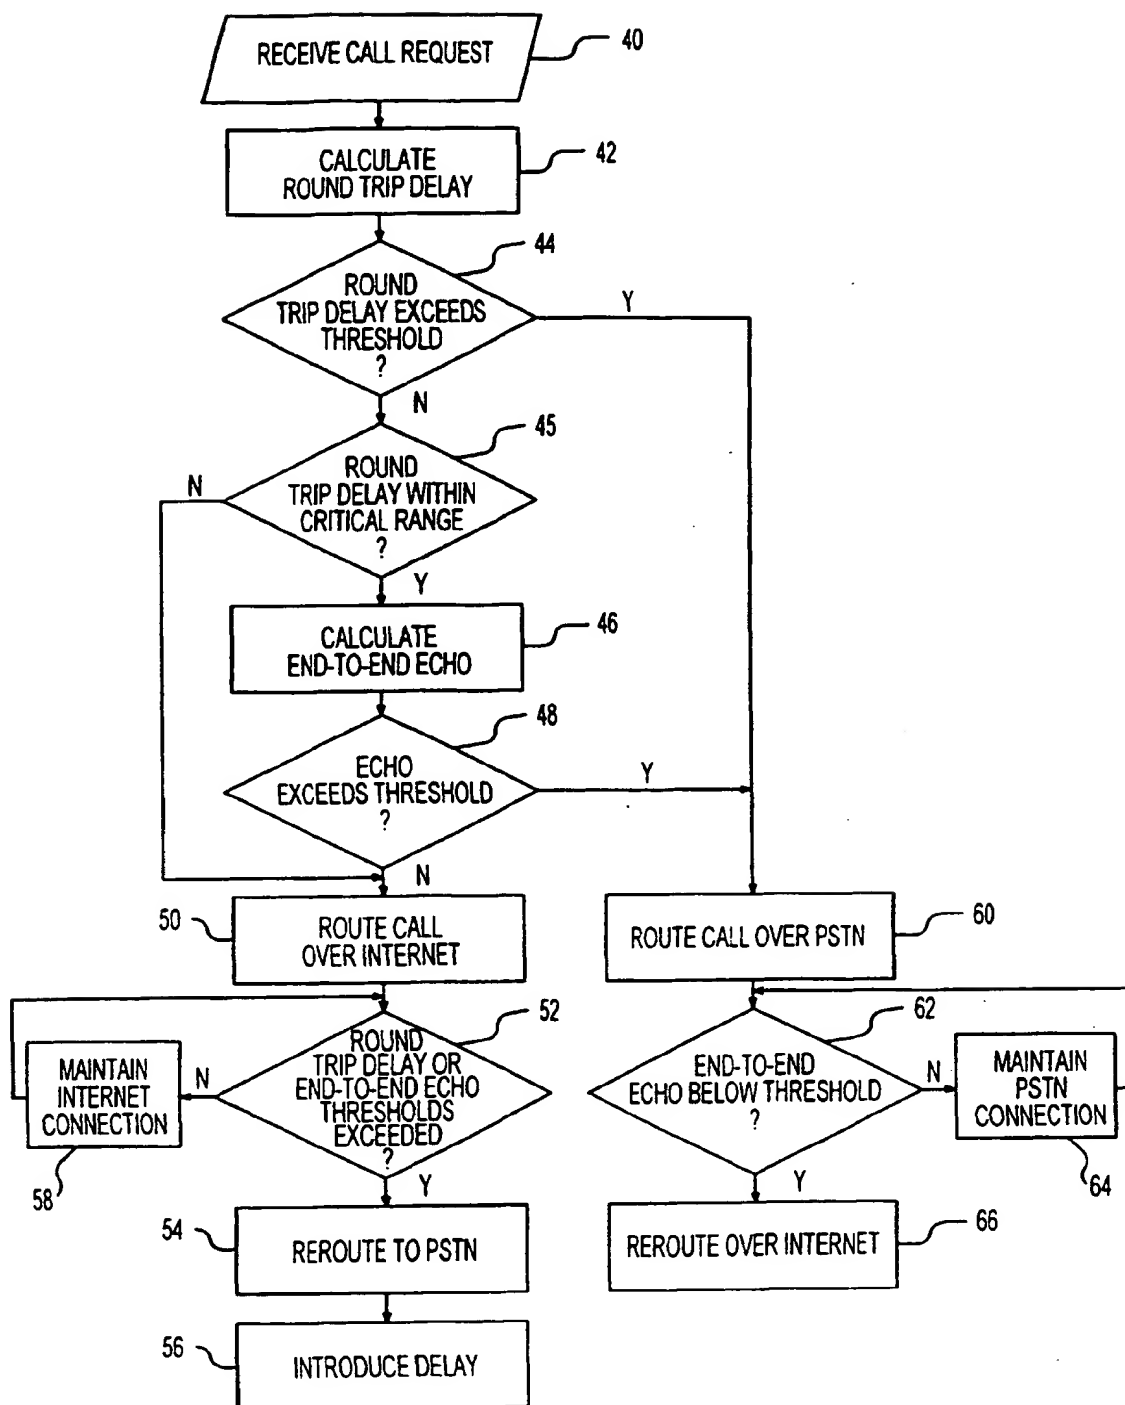 RECEIVE CALL REQUEST
40
CALCULATE
ROUND TRIP DELAY
42
44
ROUND
TRIP DELAY EXCEEDS
THRESHOLD
?
Y
N
45
ROUND
TRIP DELAY WITHIN
CRITICAL RANGE
?
N
Y
CALCULATE
END-TO-END ECHO
46
48
ECHO
EXCEEDS THRESHOLD
?
Y
N
50
ROUTE CALL
OVER INTERNET
ROUTE CALL OVER PSTN
60
52
ROUND
TRIP DELAY OR
END-TO-END ECHO
THRESHOLDS
EXCEEDED
?
N
MAINTAIN
INTERNET
CONNECTION
58
Y
62
END-TO-END
ECHO BELOW THRESHOLD
?
N
MAINTAIN
PSTN
CONNECTION
64
Y
54
REROUTE TO PSTN
REROUTE OVER INTERNET
66
56
INTRODUCE DELAY